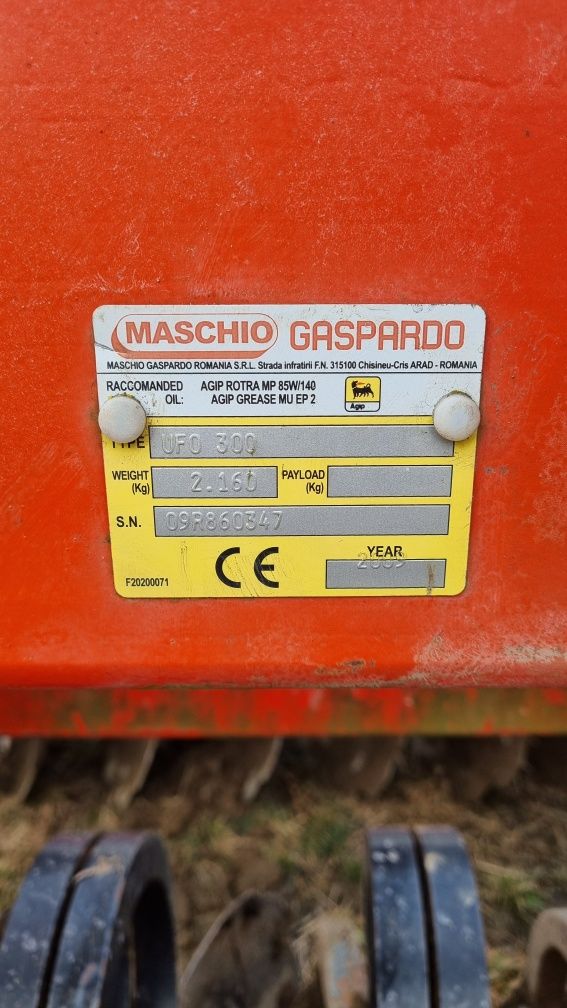 MASCHIO GASPARDO
MASCHIO GASPARDO ROMANIA S.R.L. Strada infratirii F.N. 315100 Chisineu-Cris ARAD - ROMANIA
RACCOMANDED OIL: AGIP ROTRA MP 85W/140
AGIP GREASE MU EP 2
Agip
TYPE UFO 300
WEIGHT (Kg) 2.160 PAYLOAD (Kg)
S.N. 09R860347
CE YEAR 2009
F20200071